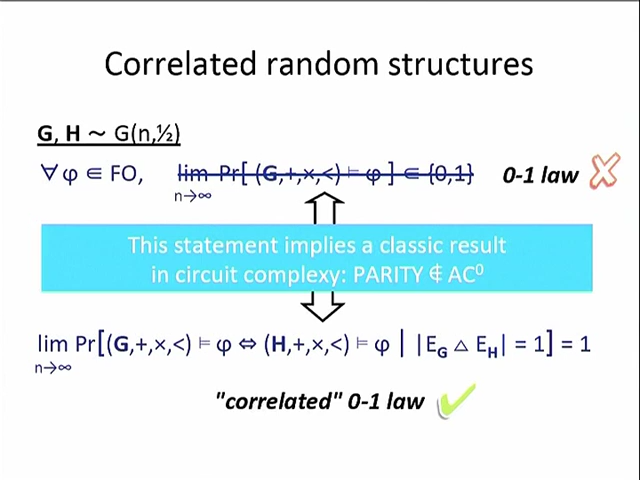 Correlated random structures
G, H ~ G(n,½)
∀φ ∈ FO, lim Pr[ (G,+,×,<) ⊨ φ ] ∈ {0,1} 0-1 law
n→∞
This statement implies a classic result
in circuit complexy: PARITY ∉ AC⁰
lim Pr[(G,+,×,<) ⊨ φ ⇔ (H,+,×,<) ⊨ φ | |E_G △ E_H| = 1] = 1
n→∞
"correlated" 0-1 law